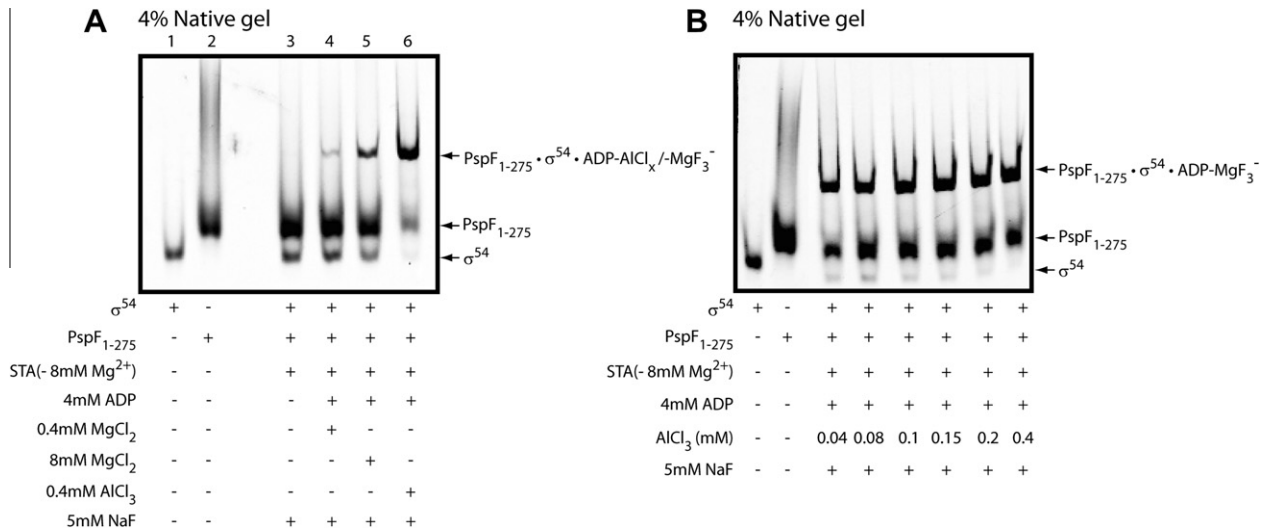 A 4% Native gel
1 2 3 4 5 6
PspF1-275 · σ54 · ADP-AlClx/-MgF3-
PspF1-275
σ54
σ54 + - + + + +
PspF1-275 - + + + + +
STA(- 8mM Mg2+) - - + + + +
4mM ADP - - - + + +
0.4mM MgCl2 - - - + - -
8mM MgCl2 - - - - + -
0.4mM AlCl3 - - - - - +
5mM NaF - - + + + +
B 4% Native gel
PspF1-275 · σ54 · ADP-MgF3-
PspF1-275
σ54
σ54 + - + + + + + +
PspF1-275 - + + + + + + +
STA(- 8mM Mg2+) - - + + + + + +
4mM ADP - - + + + + + +
AlCl3 (mM) - - 0.04 0.08 0.1 0.15 0.2 0.4
5mM NaF - - + + + + + +